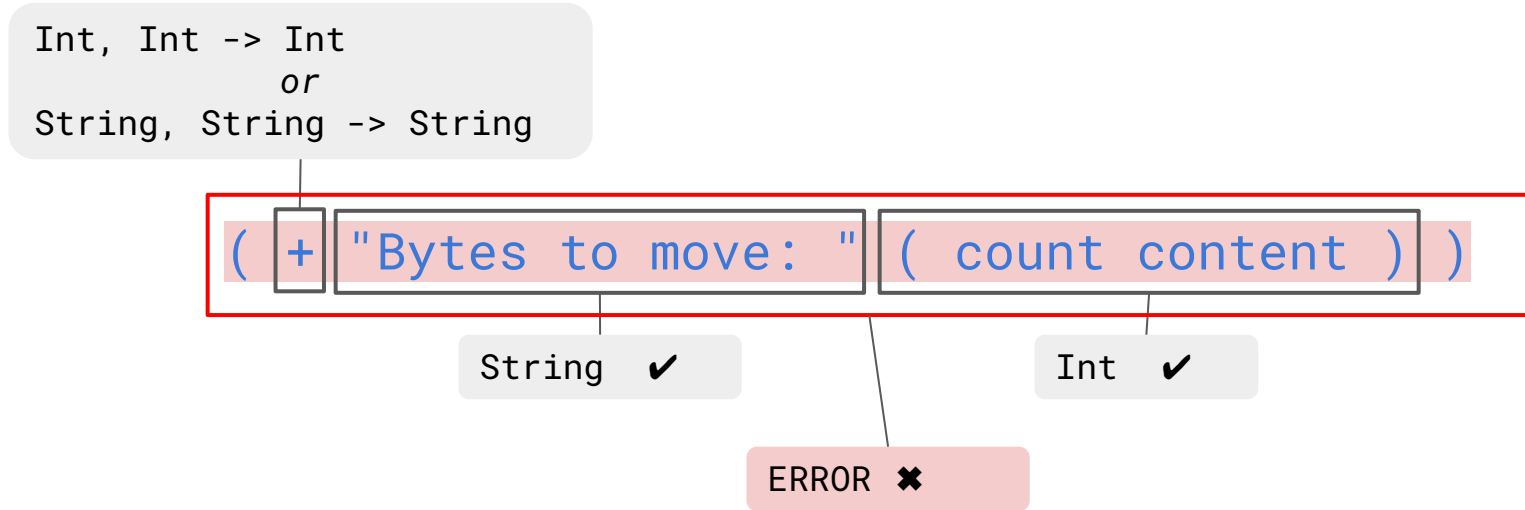 Int, Int -> Int
or
String, String -> String
( + "Bytes to move: " ( count content ) )
String ✔
Int ✔
ERROR ✖